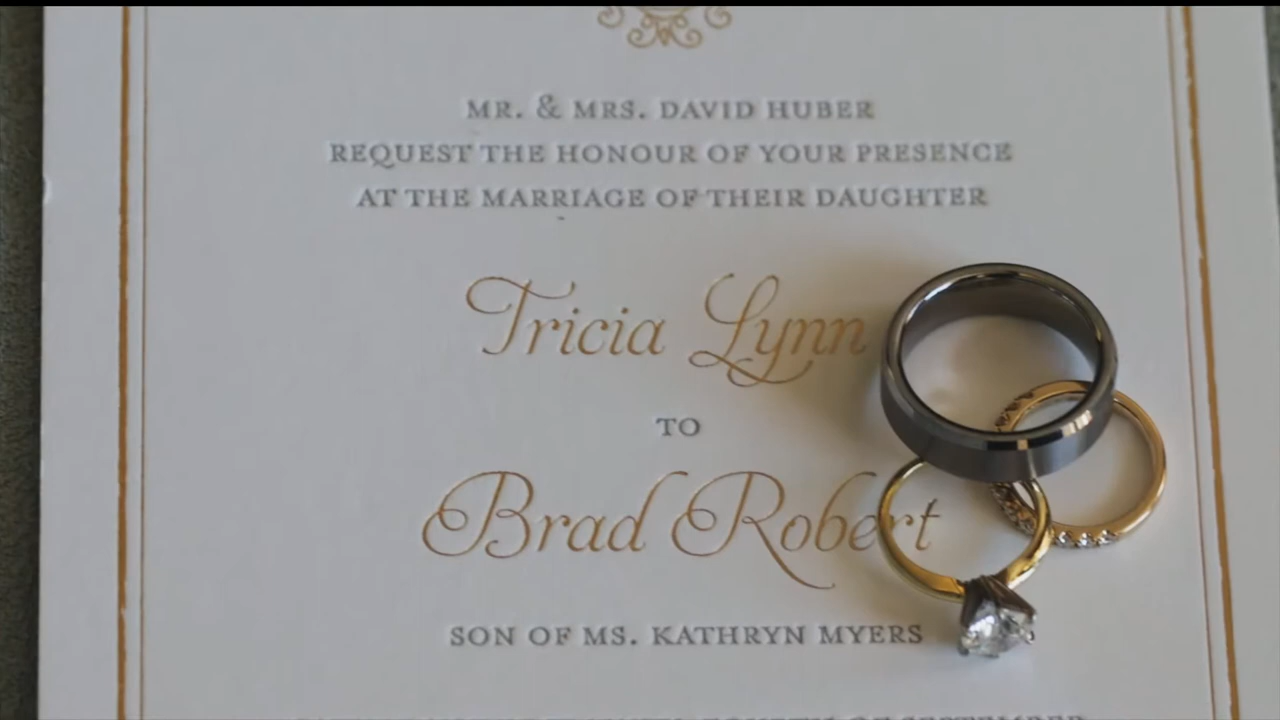 MR. & MRS. DAVID HUBER
REQUEST THE HONOUR OF YOUR PRESENCE
AT THE MARRIAGE OF THEIR DAUGHTER
Tricia Lynn
TO
Brad Robert
SON OF MS. KATHRYN MYERS